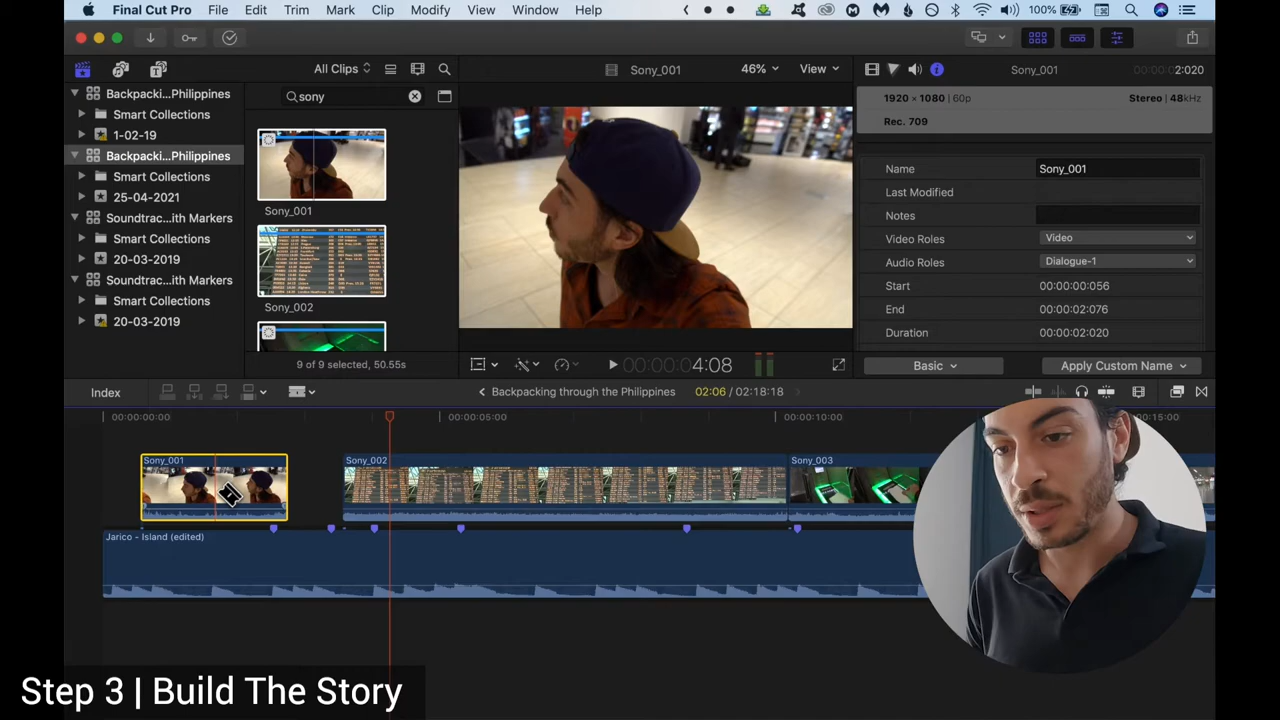 Final Cut Pro File Edit Trim Mark Clip Modify View Window Help 100%
All Clips 46% View Sony_001 2:020
Backpacki...Philippines
Smart Collections
1-02-19
Backpacki...Philippines
Smart Collections
25-04-2021
Soundtrac...ith Markers
Smart Collections
20-03-2019
Soundtrac...ith Markers
Smart Collections
20-03-2019
sony
Sony_001
Sony_002
9 of 9 selected, 50.55s
Sony_001
00:00:00:04:08
1920 × 1080 | 60p Stereo | 48kHz
Rec. 709
Name Sony_001
Last Modified
Notes
Video Roles Video
Audio Roles Dialogue-1
Start 00:00:00:056
End 00:00:02:076
Duration 00:00:02:020
Basic Apply Custom Name
Index Backpacking through the Philippines 02:06 / 02:18:18
00:00:00:00 00:00:05:00 00:00:10:00 00:15:00
Sony_001 Sony_002 Sony_003
Jarico - Island (edited)
Step 3 | Build The Story